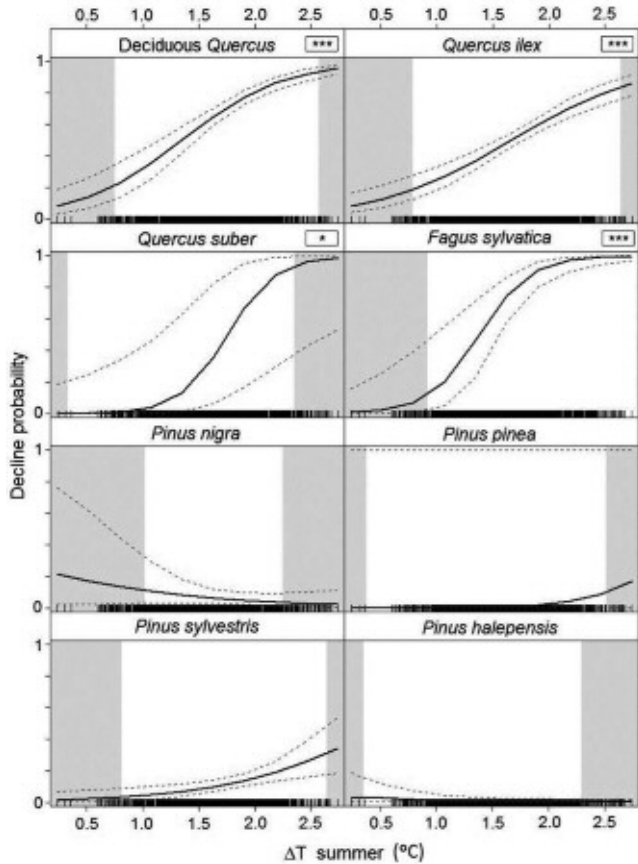 0.5 1.0 1.5 2.0 2.5 0.5 1.0 1.5 2.0 2.5
Deciduous Quercus *** Quercus ilex ***
1
0
Quercus suber * Fagus sylvatica ***
1
0
Decline probability
Pinus nigra Pinus pinea
1
0
Pinus sylvestris Pinus halepensis
1
0
0.5 1.0 1.5 2.0 2.5 0.5 1.0 1.5 2.0 2.5
ΔT summer (ºC)